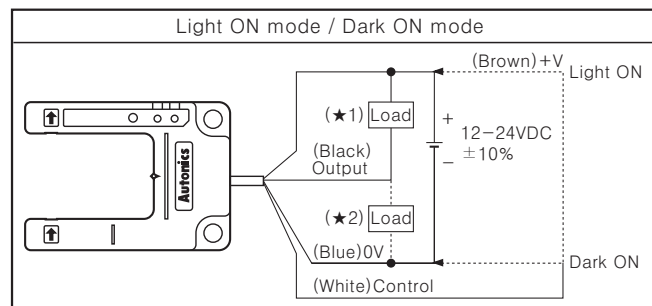 Light ON mode / Dark ON mode
(Brown)+V
Light ON
(★1) Load
+
12-24VDC
±10%
−
(Black)
Output
Autonics
(★2) Load
(Blue)0V
Dark ON
(White)Control